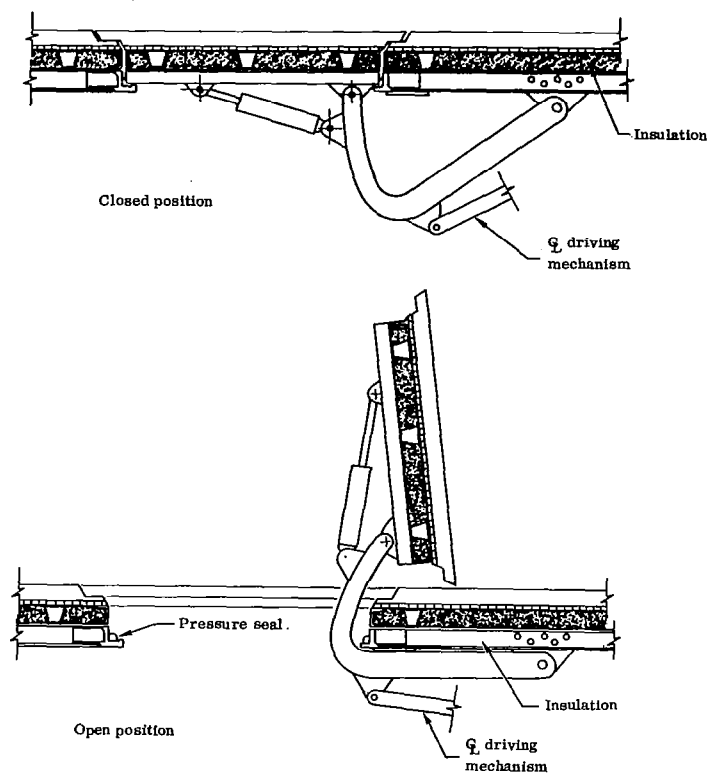 Insulation
Closed position
℄ driving
mechanism
Pressure seal.
Insulation
Open position
℄ driving
mechanism